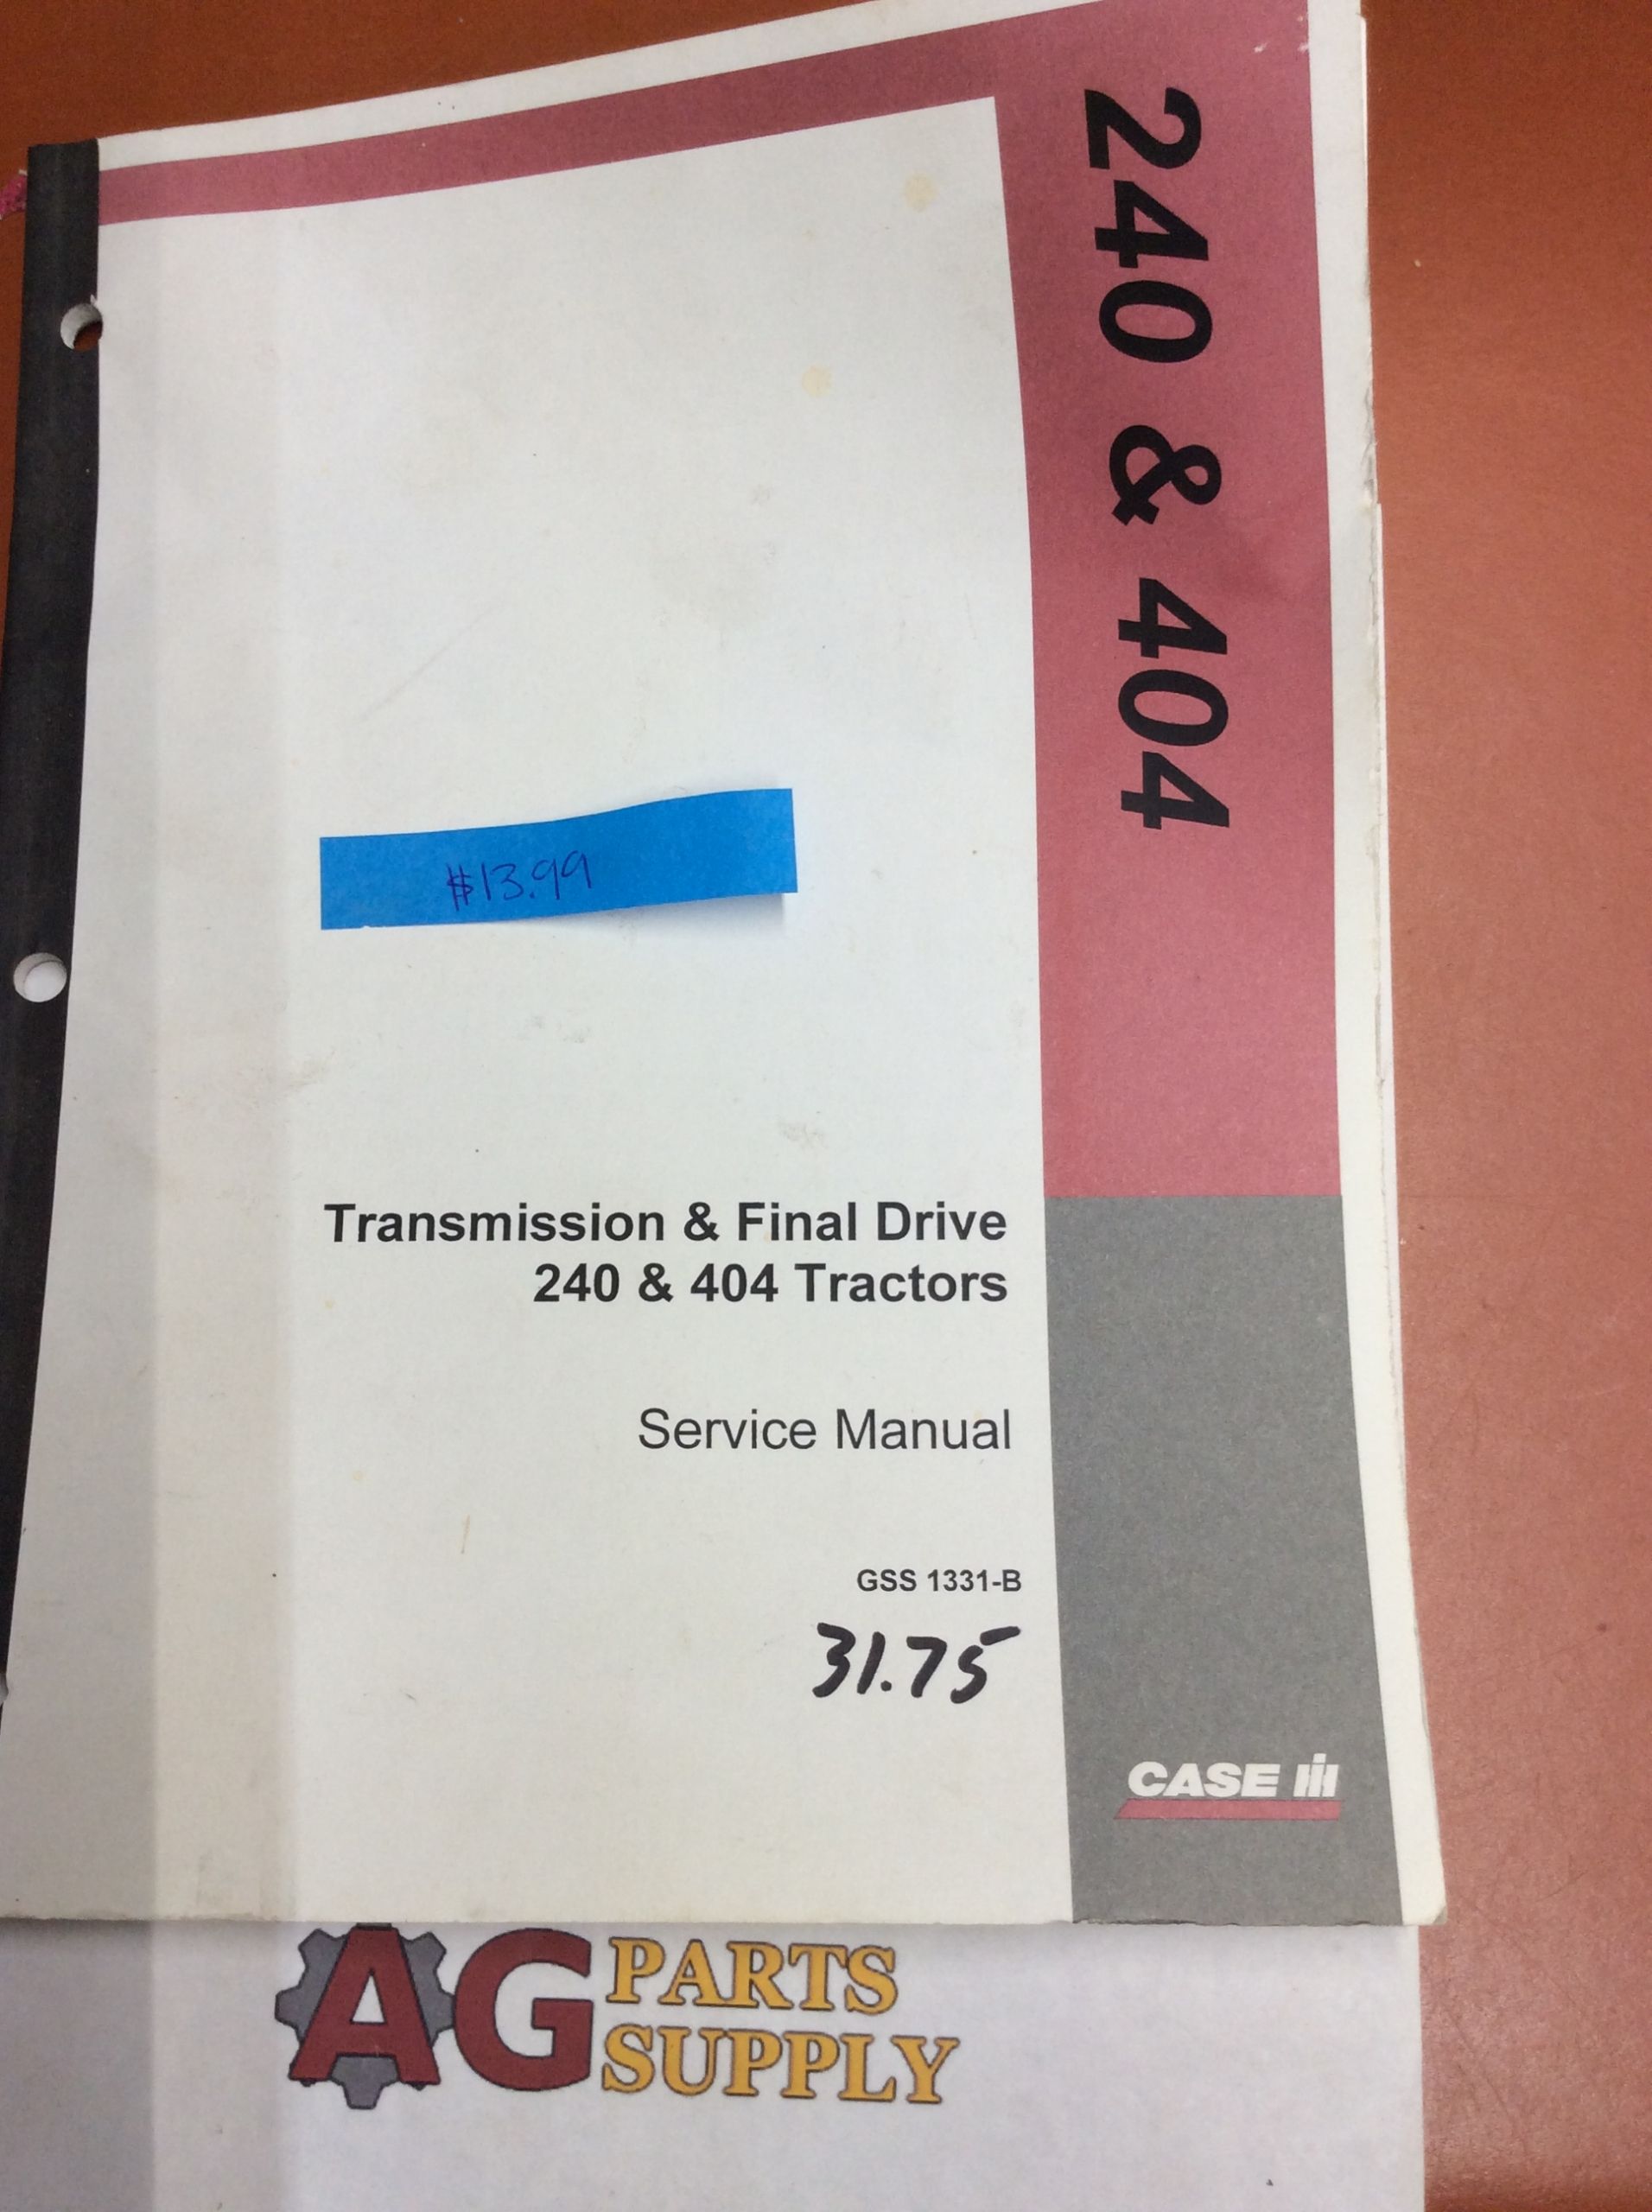 240 & 404
$13.99
Transmission & Final Drive
240 & 404 Tractors
Service Manual
GSS 1331-B
31.75
CASE IH
AG PARTS
SUPPLY